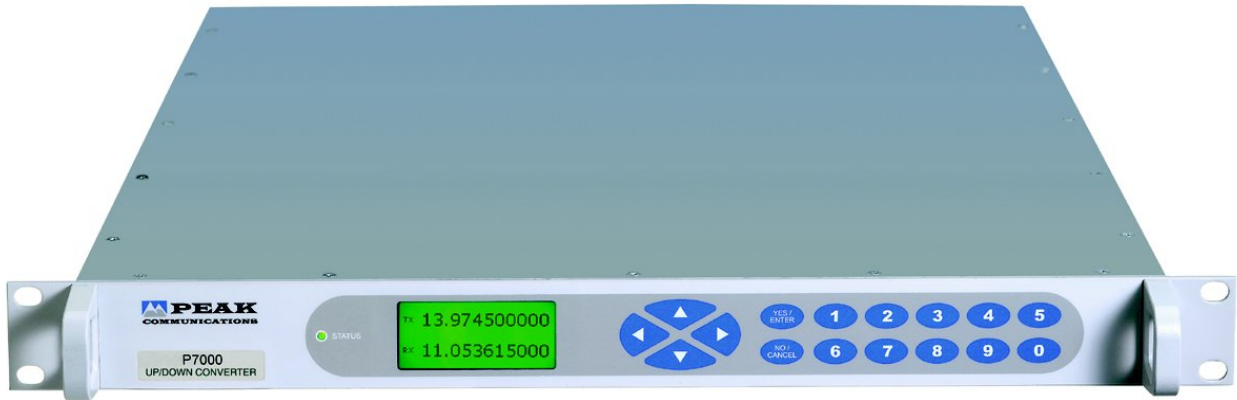 PEAK
COMMUNICATIONS
P7000
UP/DOWN CONVERTER
STATUS
TX 13.974500000
RX 11.053615000
YES /
ENTER
1 2 3 4 5
NO /
CANCEL
6 7 8 9 0